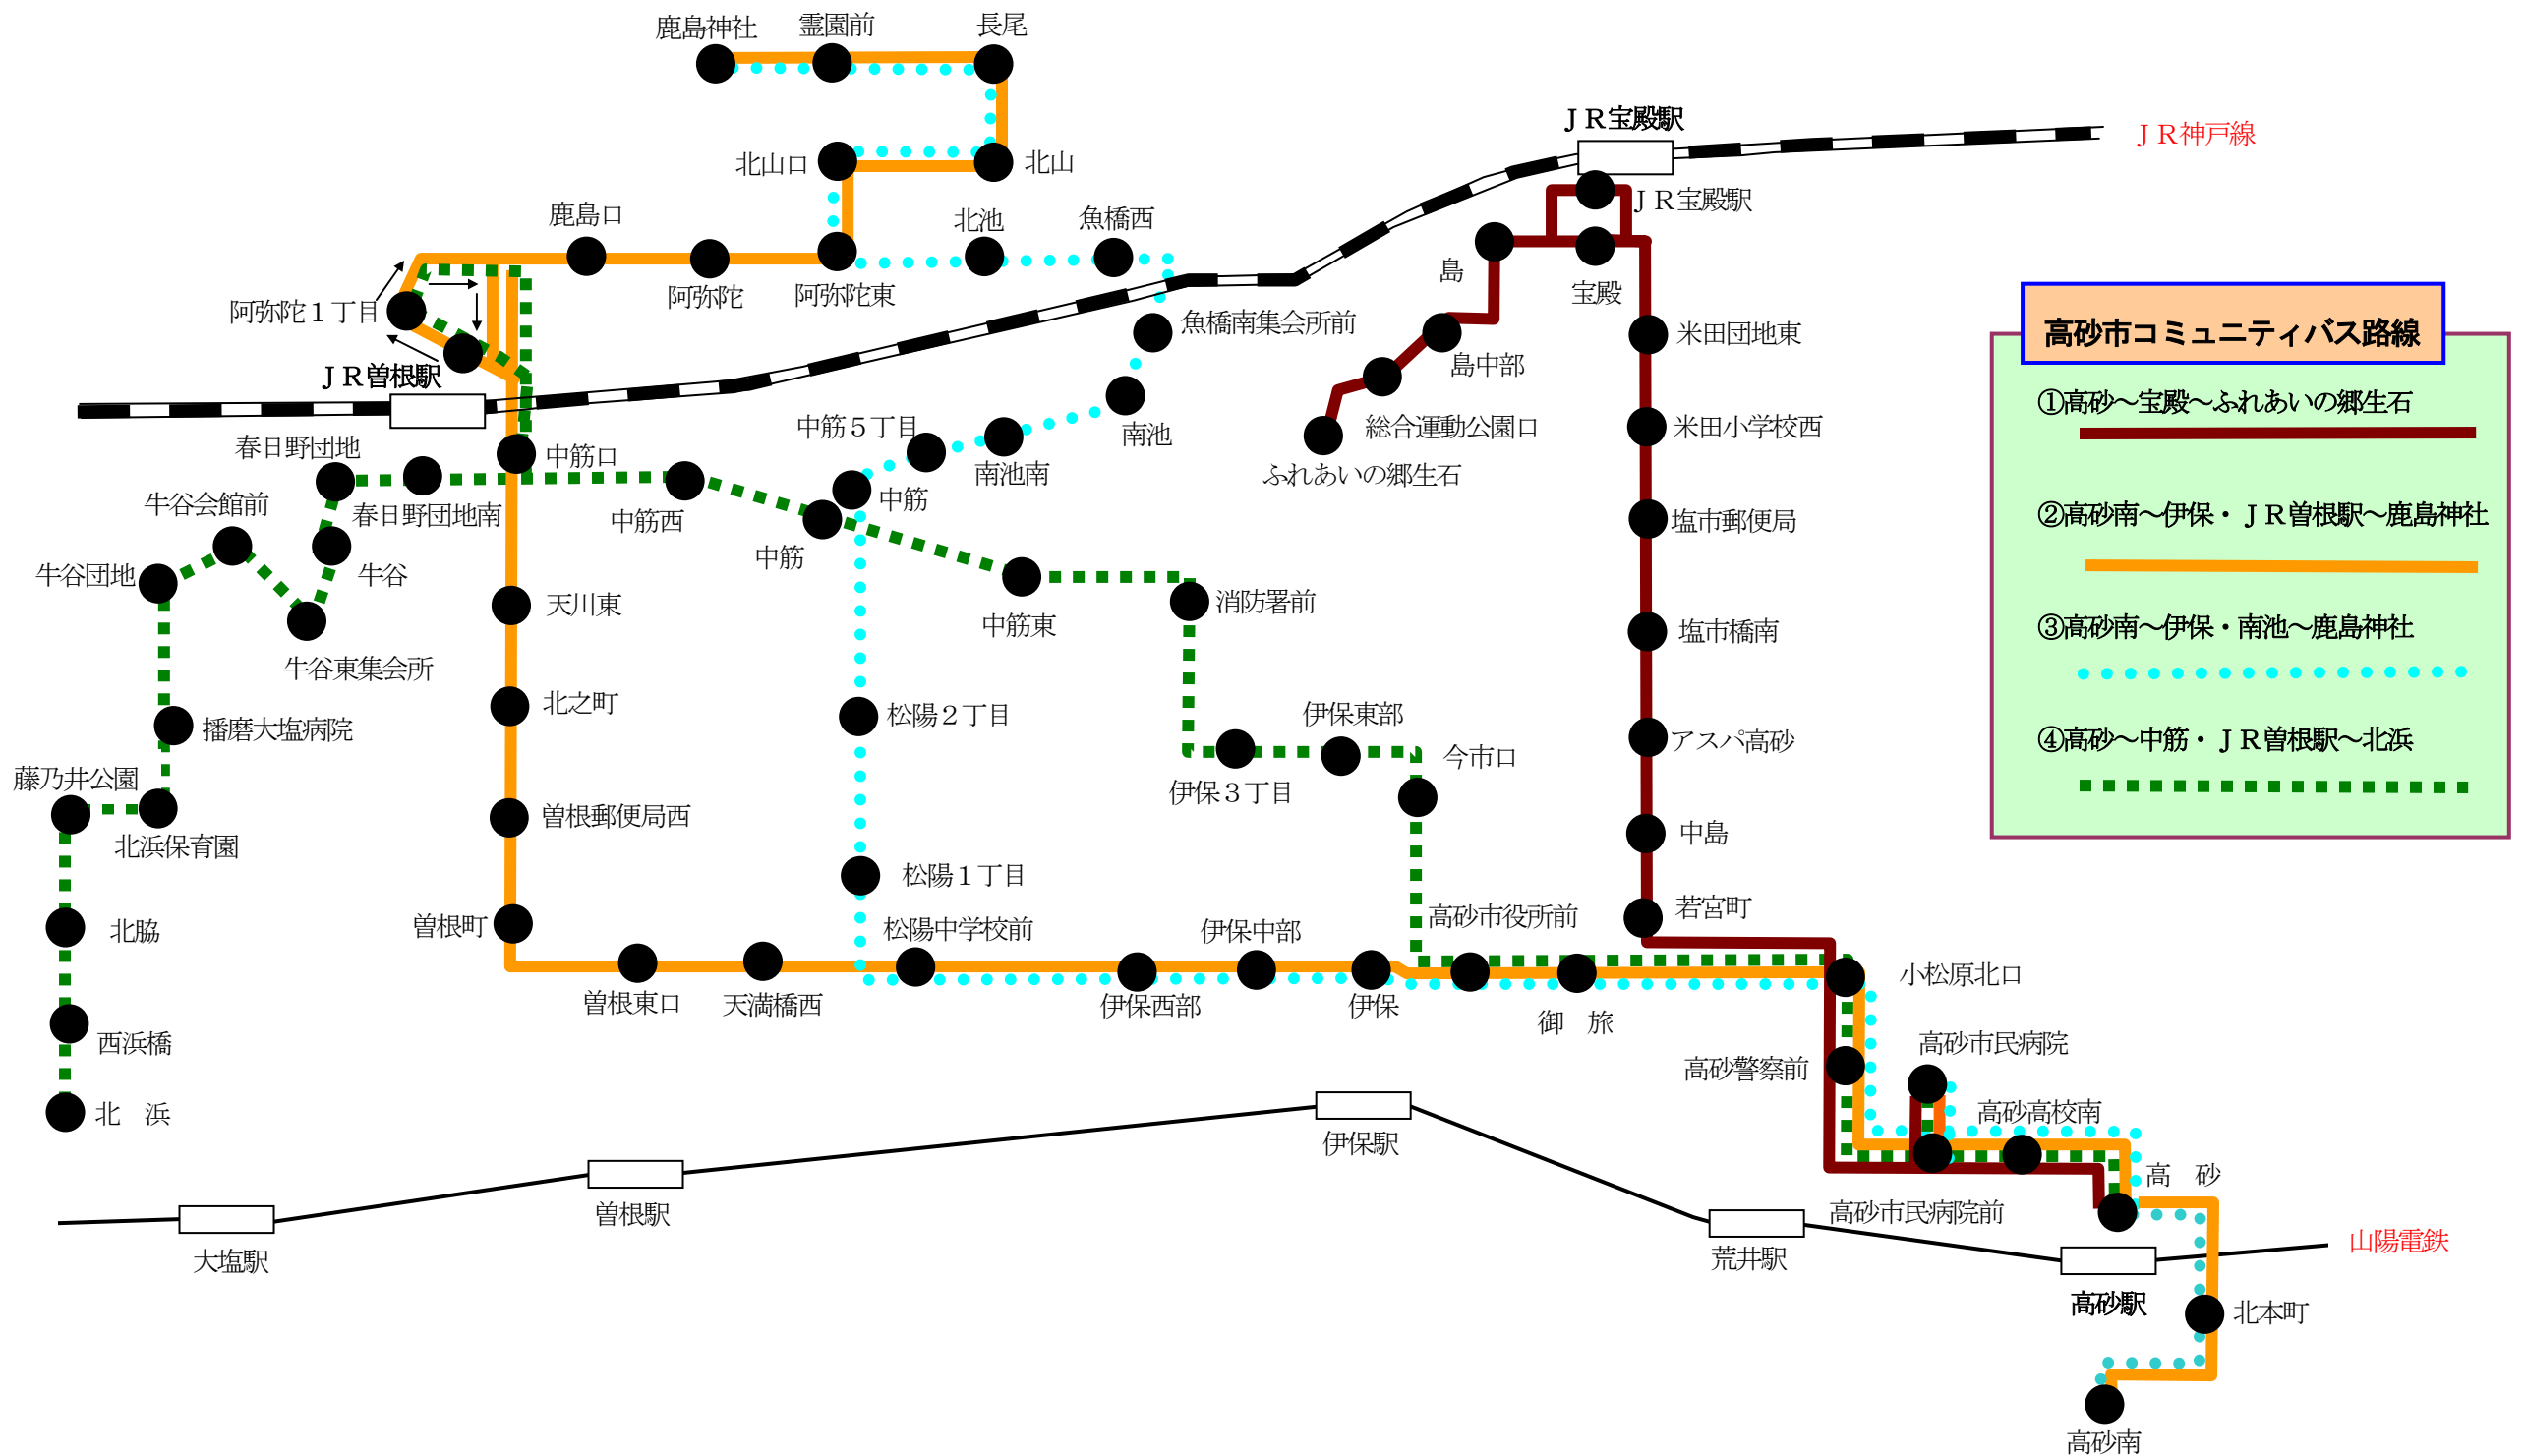 鹿島神社
霊園前
長尾
ＪＲ宝殿駅
ＪＲ神戸線
北山口
北山
ＪＲ宝殿駅
鹿島口
北池
魚橋西
島
宝殿
阿弥陀１丁目
阿弥陀
阿弥陀東
魚橋南集会所前
米田団地東
高砂市コミュニティバス路線
島中部
ＪＲ曽根駅
①高砂～宝殿～ふれあいの郷生石
中筋５丁目
南池
総合運動公園口
米田小学校西
春日野団地
中筋口
南池南
ふれあいの郷生石
牛谷会館前
春日野団地南
中筋西
中筋
塩市郵便局
②高砂南～伊保・ＪＲ曽根駅～鹿島神社
中筋
牛谷団地
牛谷
天川東
消防署前
中筋東
塩市橋南
③高砂南～伊保・南池～鹿島神社
牛谷東集会所
北之町
松陽２丁目
伊保東部
播磨大塩病院
今市口
アスパ高砂
④高砂～中筋・ＪＲ曽根駅～北浜
藤乃井公園
伊保３丁目
曽根郵便局西
中島
北浜保育園
松陽１丁目
若宮町
高砂市役所前
北脇
曽根町
松陽中学校前
伊保中部
小松原北口
曽根東口
天満橋西
伊保西部
伊保
御　旅
西浜橋
高砂市民病院
高砂警察前
北　浜
高砂高校南
伊保駅
高　砂
曽根駅
高砂市民病院前
大塩駅
荒井駅
山陽電鉄
高砂駅
北本町
高砂南